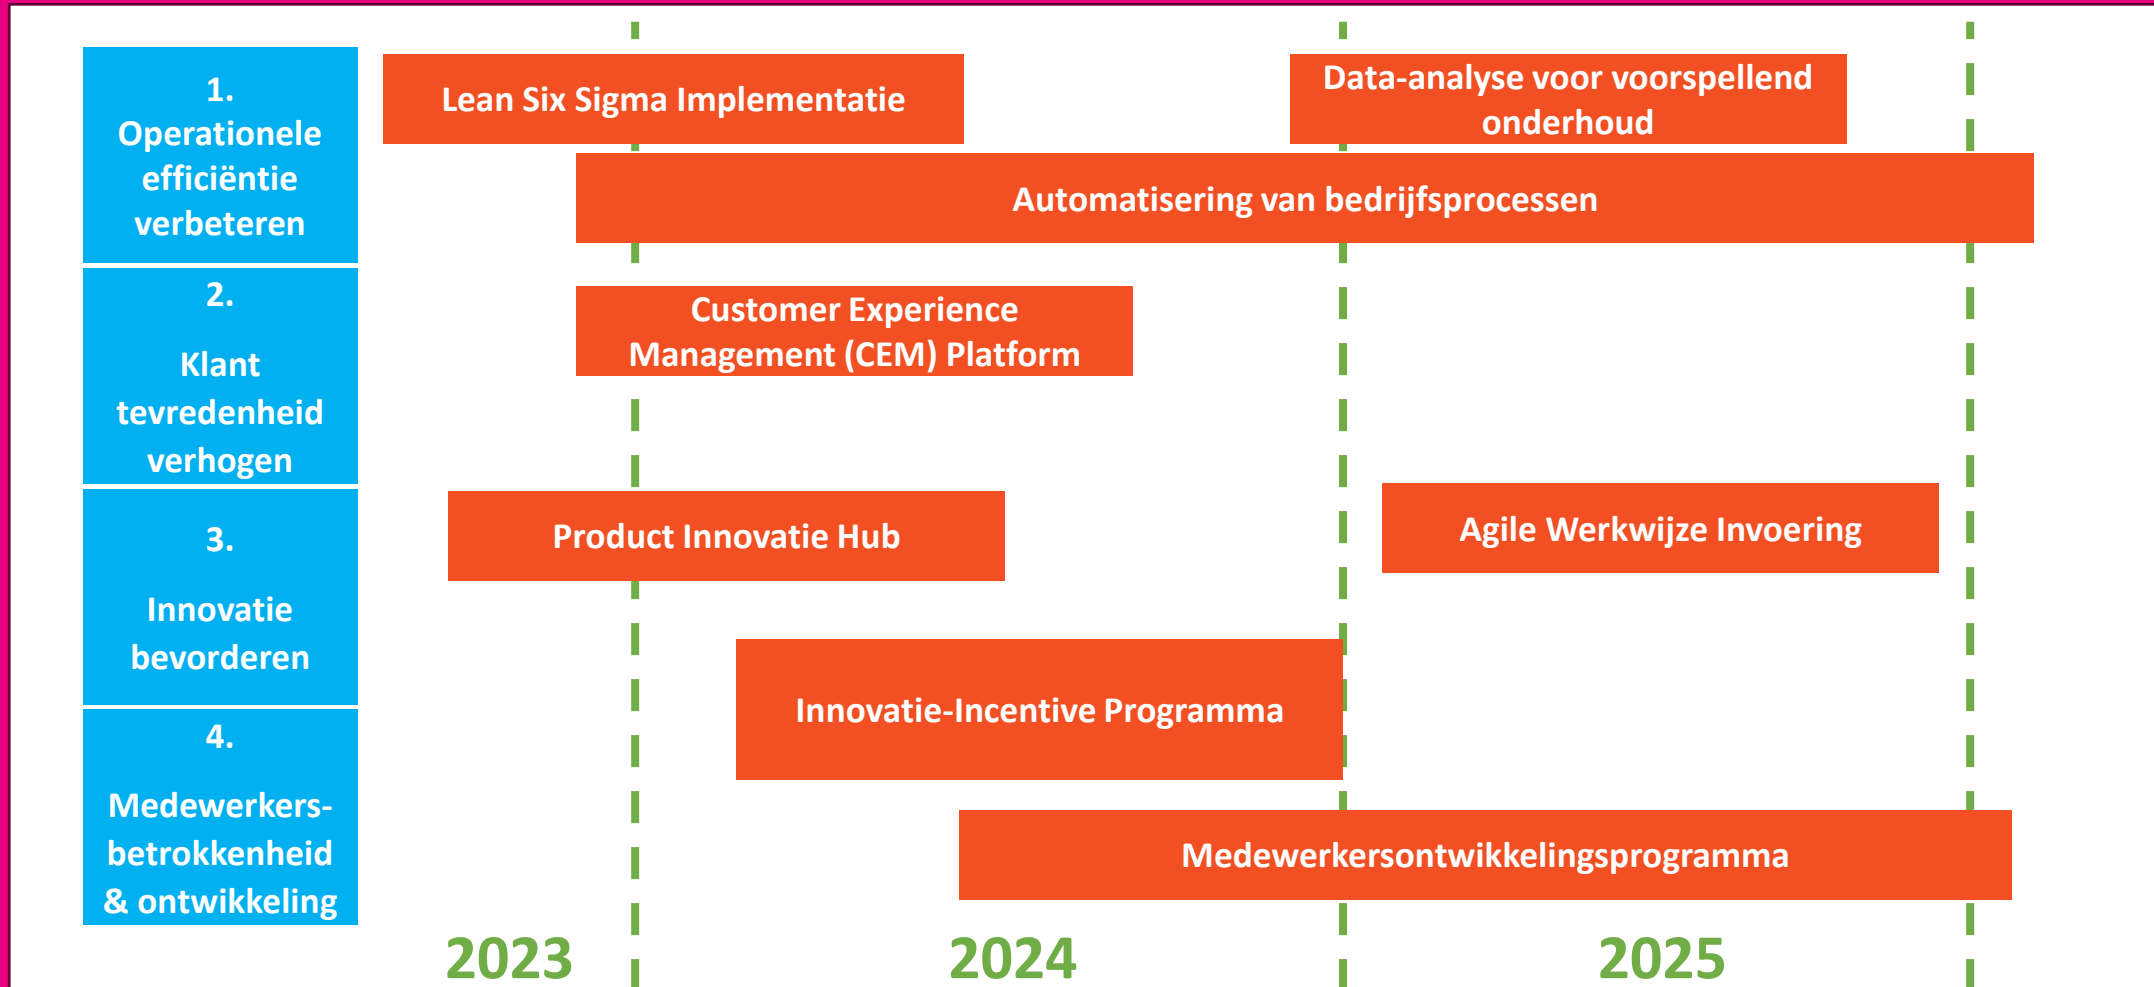 1.
Operationele
efficiëntie
verbeteren
Lean Six Sigma Implementatie
Data-analyse voor voorspellend
onderhoud
Automatisering van bedrijfsprocessen
2.
Klant
tevredenheid
verhogen
Customer Experience
Management (CEM) Platform
3.
Innovatie
bevorderen
Product Innovatie Hub
Agile Werkwijze Invoering
Innovatie-Incentive Programma
4.
Medewerkers-
betrokkenheid
& ontwikkeling
Medewerkersontwikkelingsprogramma
2023
2024
2025